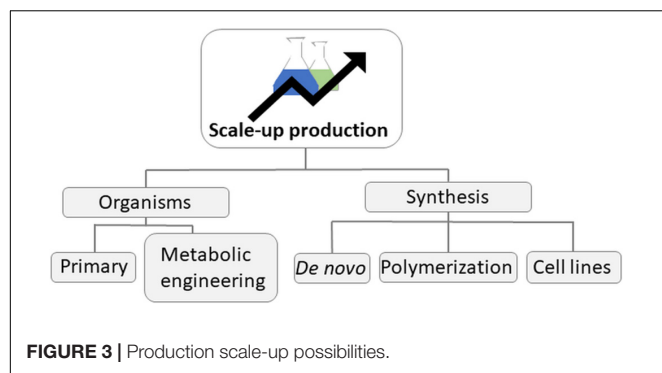 Scale-up production
Organisms
Synthesis
Primary
Metabolic
engineering
De novo
Polymerization
Cell lines
FIGURE 3 | Production scale-up possibilities.